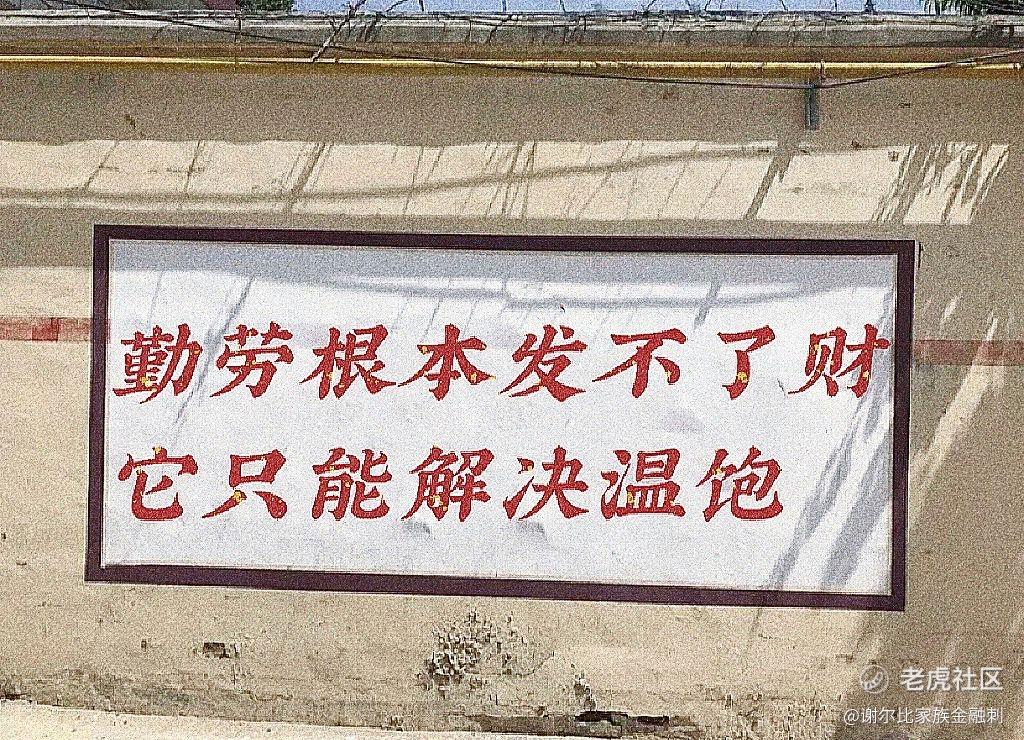 勤劳根本发不了财
它只能解决温饱
老虎社区
@谢尔比家族金融刺